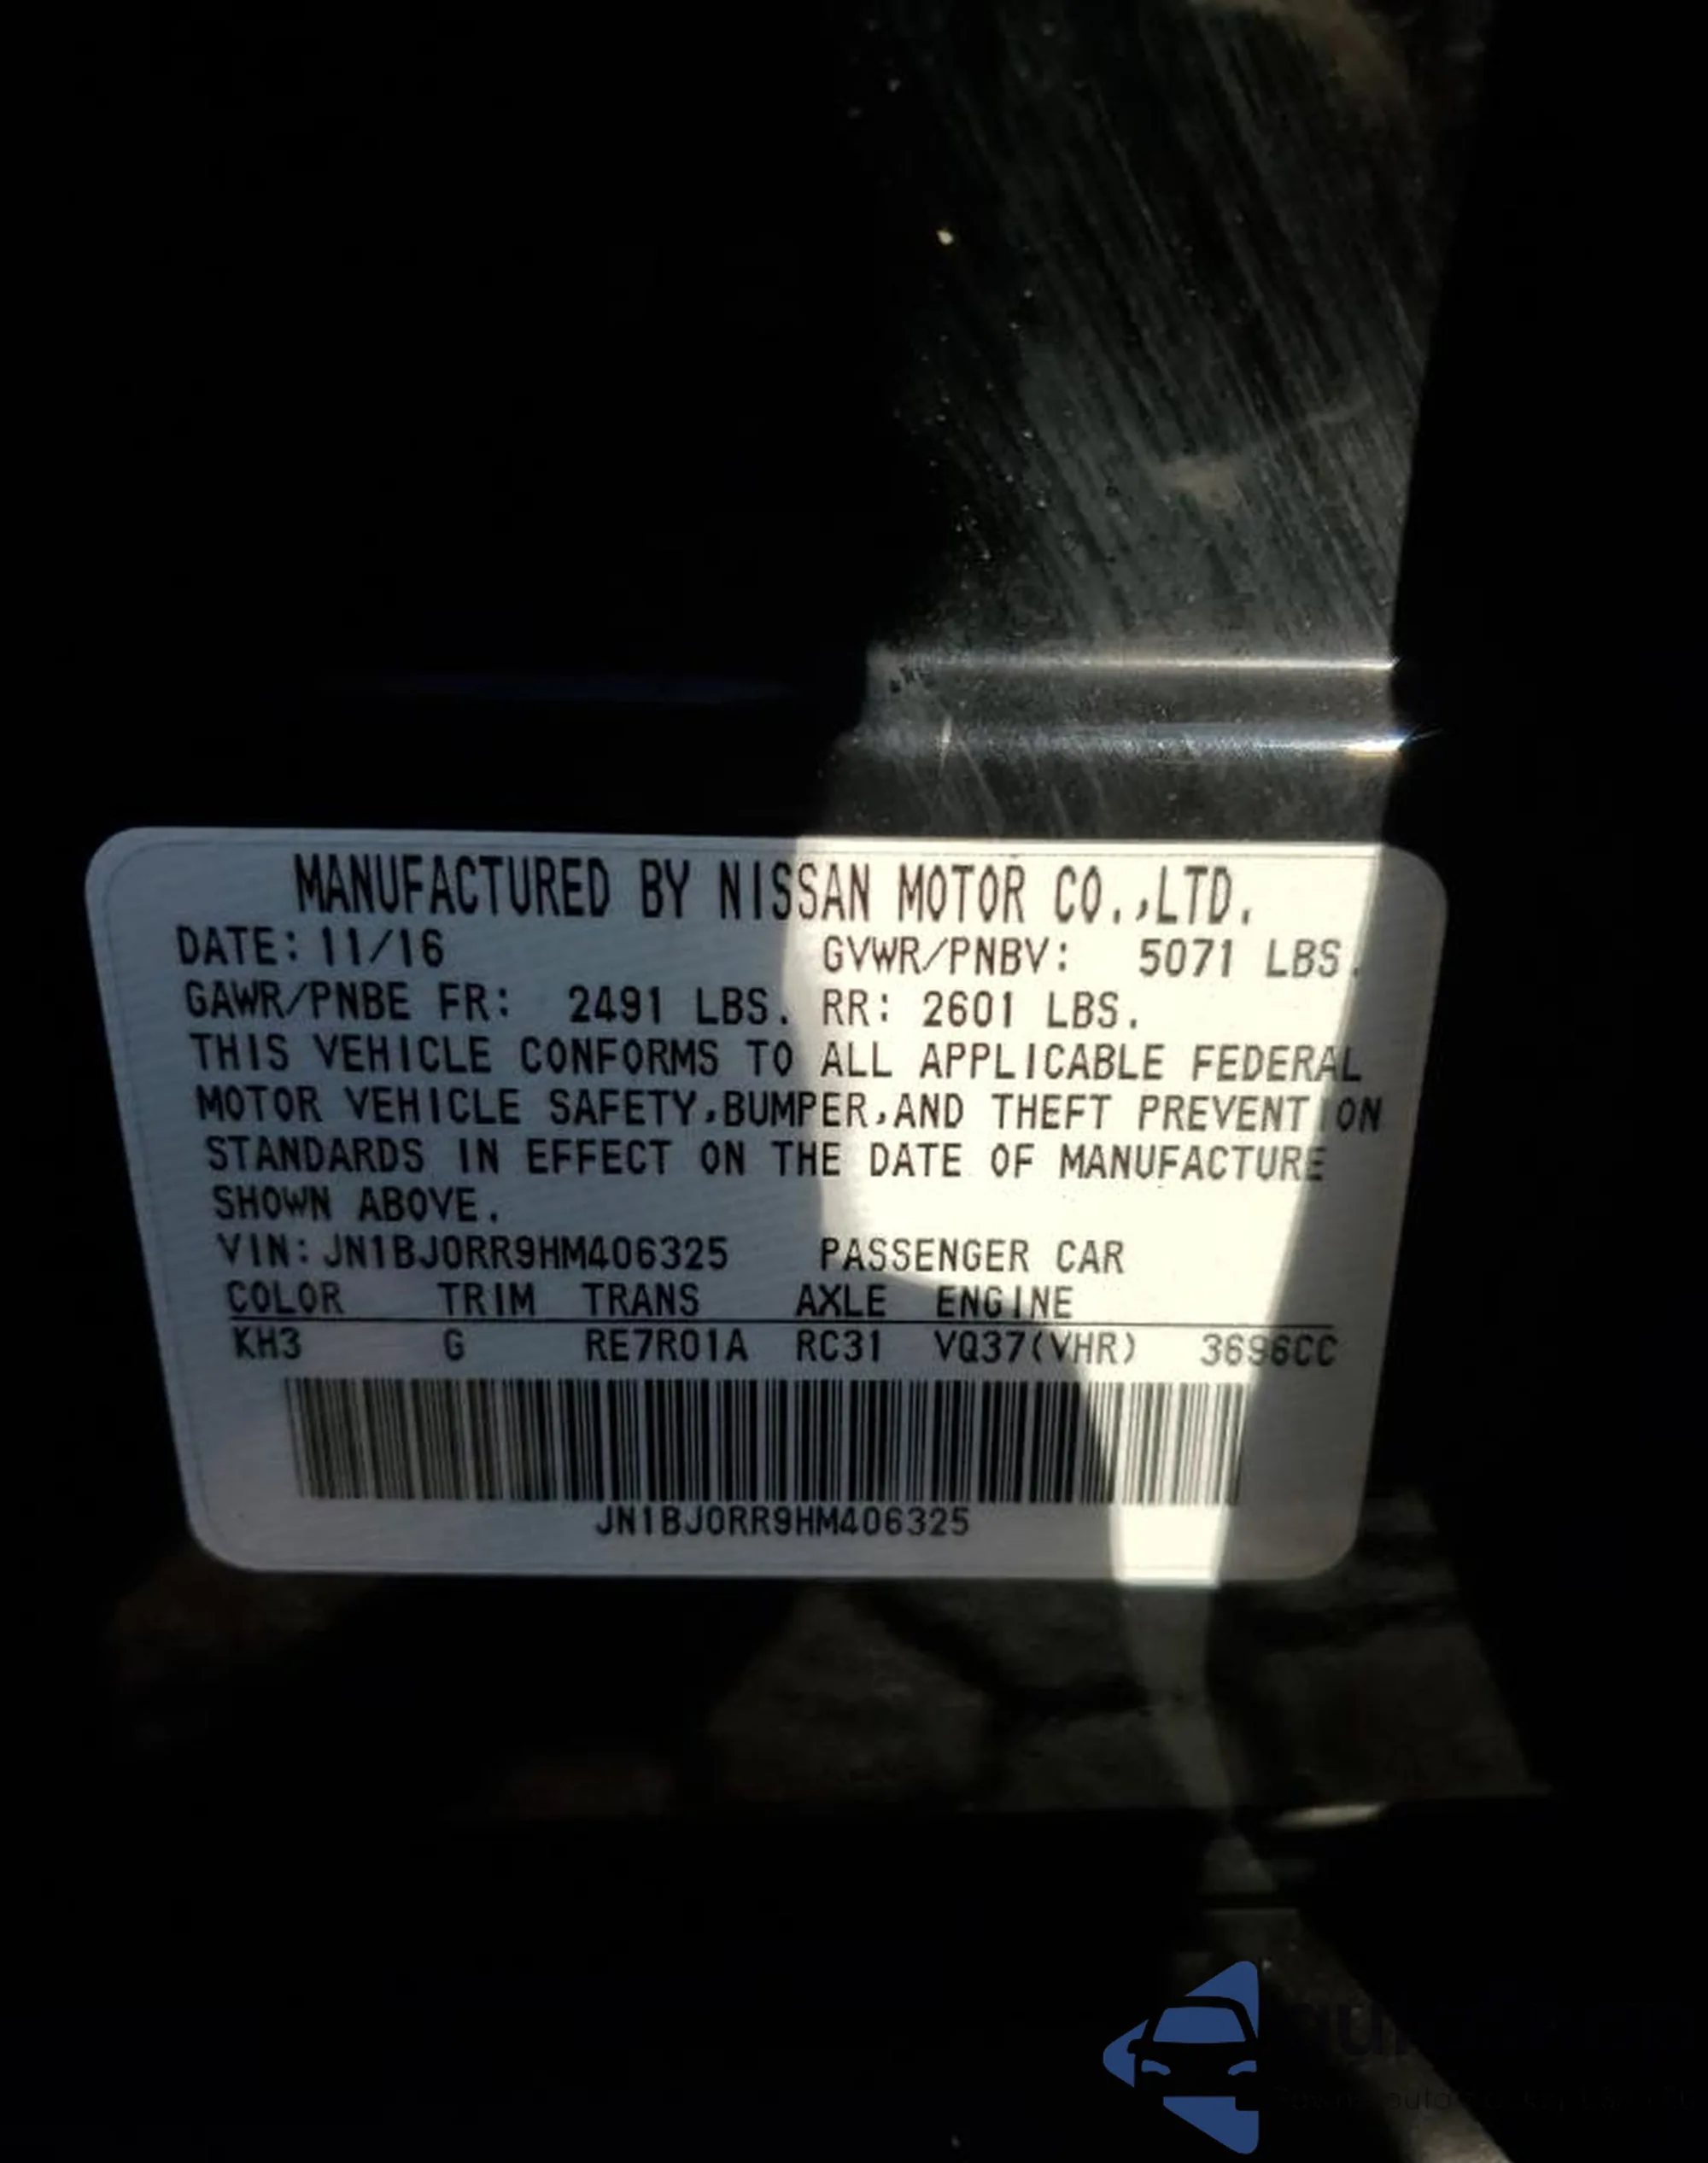 MANUFACTURED BY NISSAN MOTOR CO.,LTD.
DATE: 11/16 GVWR/PNBV: 5071 LBS.
GAWR/PNBE FR: 2491 LBS. RR: 2601 LBS.
THIS VEHICLE CONFORMS TO ALL APPLICABLE FEDERAL
MOTOR VEHICLE SAFETY,BUMPER,AND THEFT PREVENTION
STANDARDS IN EFFECT ON THE DATE OF MANUFACTURE
SHOWN ABOVE.
VIN: JN1BJ0RR9HM406325 PASSENGER CAR
COLOR TRIM TRANS AXLE ENGINE
KH3 G RE7R01A RC31 VQ37(VHR) 3696CC
JN1BJ0RR9HM406325